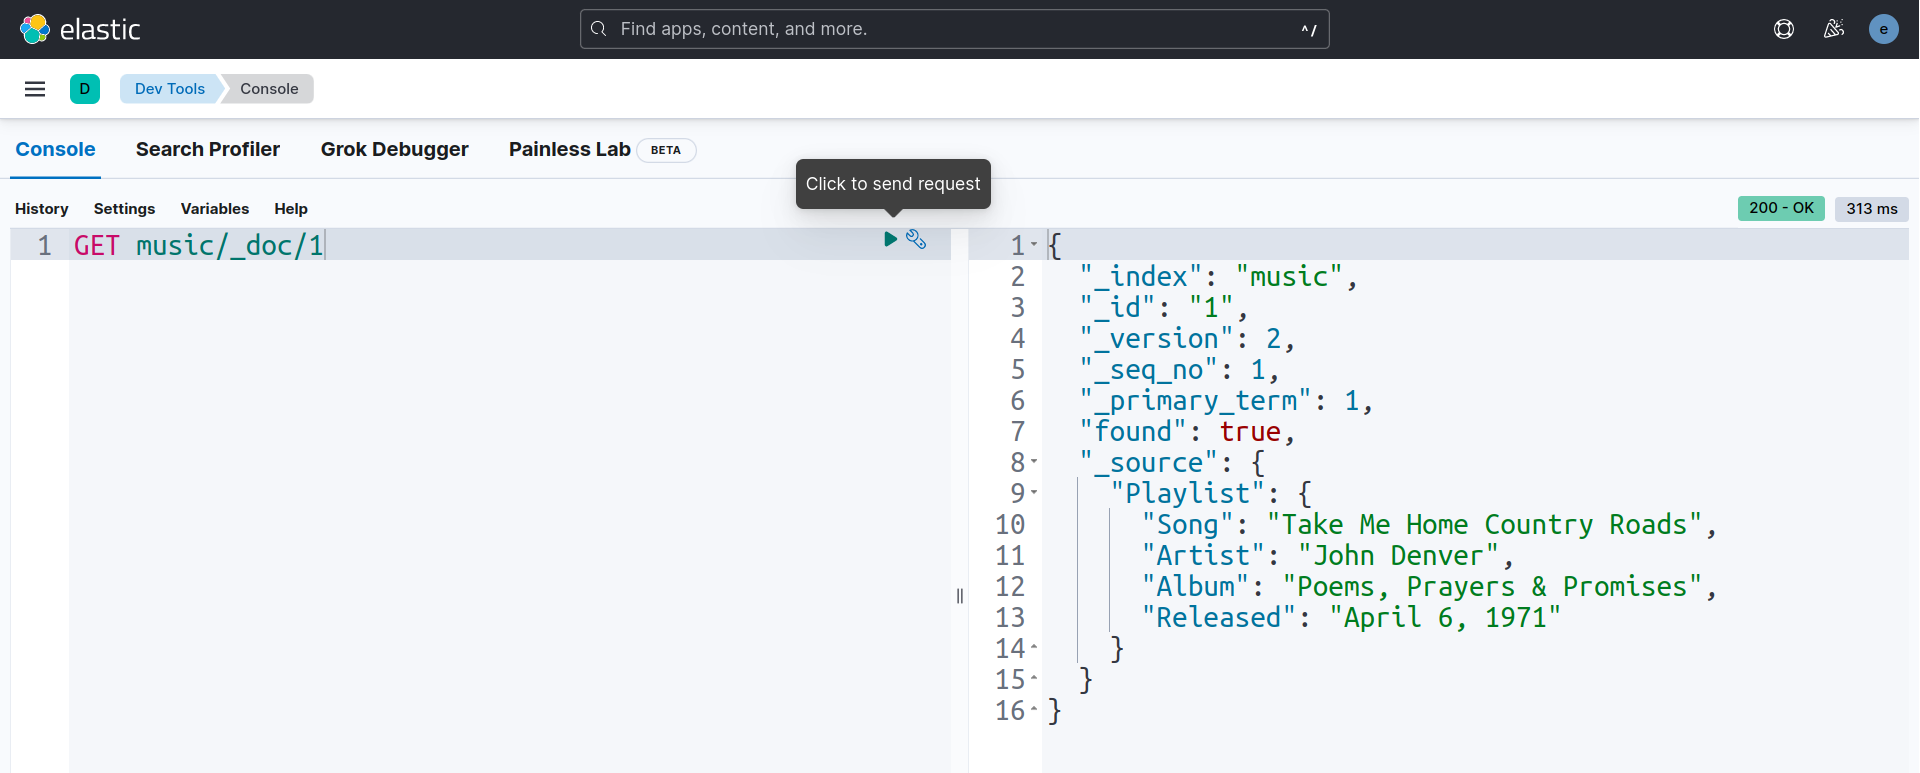 elastic
Find apps, content, and more.
^/
e
D
Dev Tools
Console
Console
Search Profiler
Grok Debugger
Painless Lab
BETA
Click to send request
History
Settings
Variables
Help
200 - OK
313 ms
1 GET music/_doc/1
1 {
2 "_index": "music",
3 "_id": "1",
4 "_version": 2,
5 "_seq_no": 1,
6 "_primary_term": 1,
7 "found": true,
8 "_source": {
9 "Playlist": {
10 "Song": "Take Me Home Country Roads",
11 "Artist": "John Denver",
12 "Album": "Poems, Prayers & Promises",
13 "Released": "April 6, 1971"
14 }
15 }
16 }